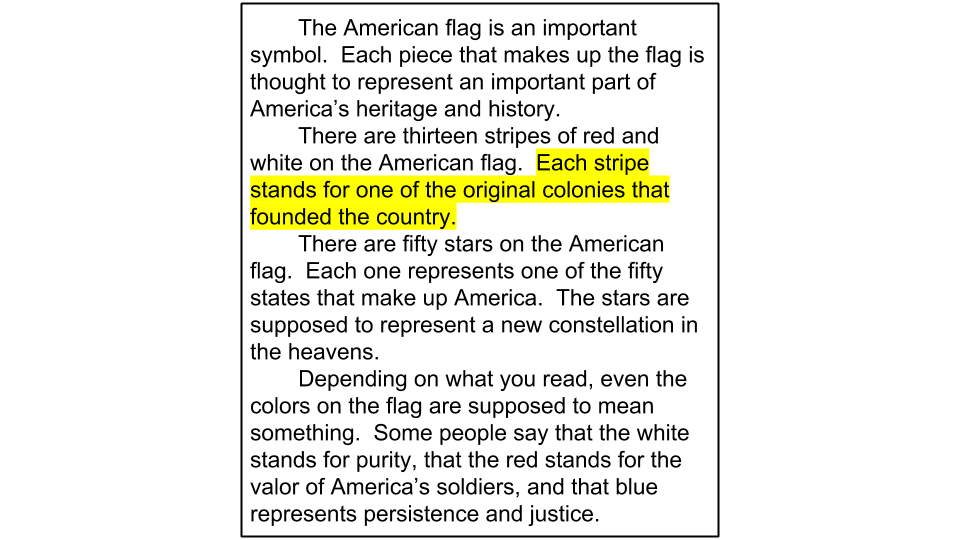 The American flag is an important
symbol.  Each piece that makes up the flag is
thought to represent an important part of
America’s heritage and history.
There are thirteen stripes of red and
white on the American flag.  Each stripe
stands for one of the original colonies that
founded the country.
There are fifty stars on the American
flag.  Each one represents one of the fifty
states that make up America.  The stars are
supposed to represent a new constellation in
the heavens.
Depending on what you read, even the
colors on the flag are supposed to mean
something.  Some people say that the white
stands for purity, that the red stands for the
valor of America’s soldiers, and that blue
represents persistence and justice.